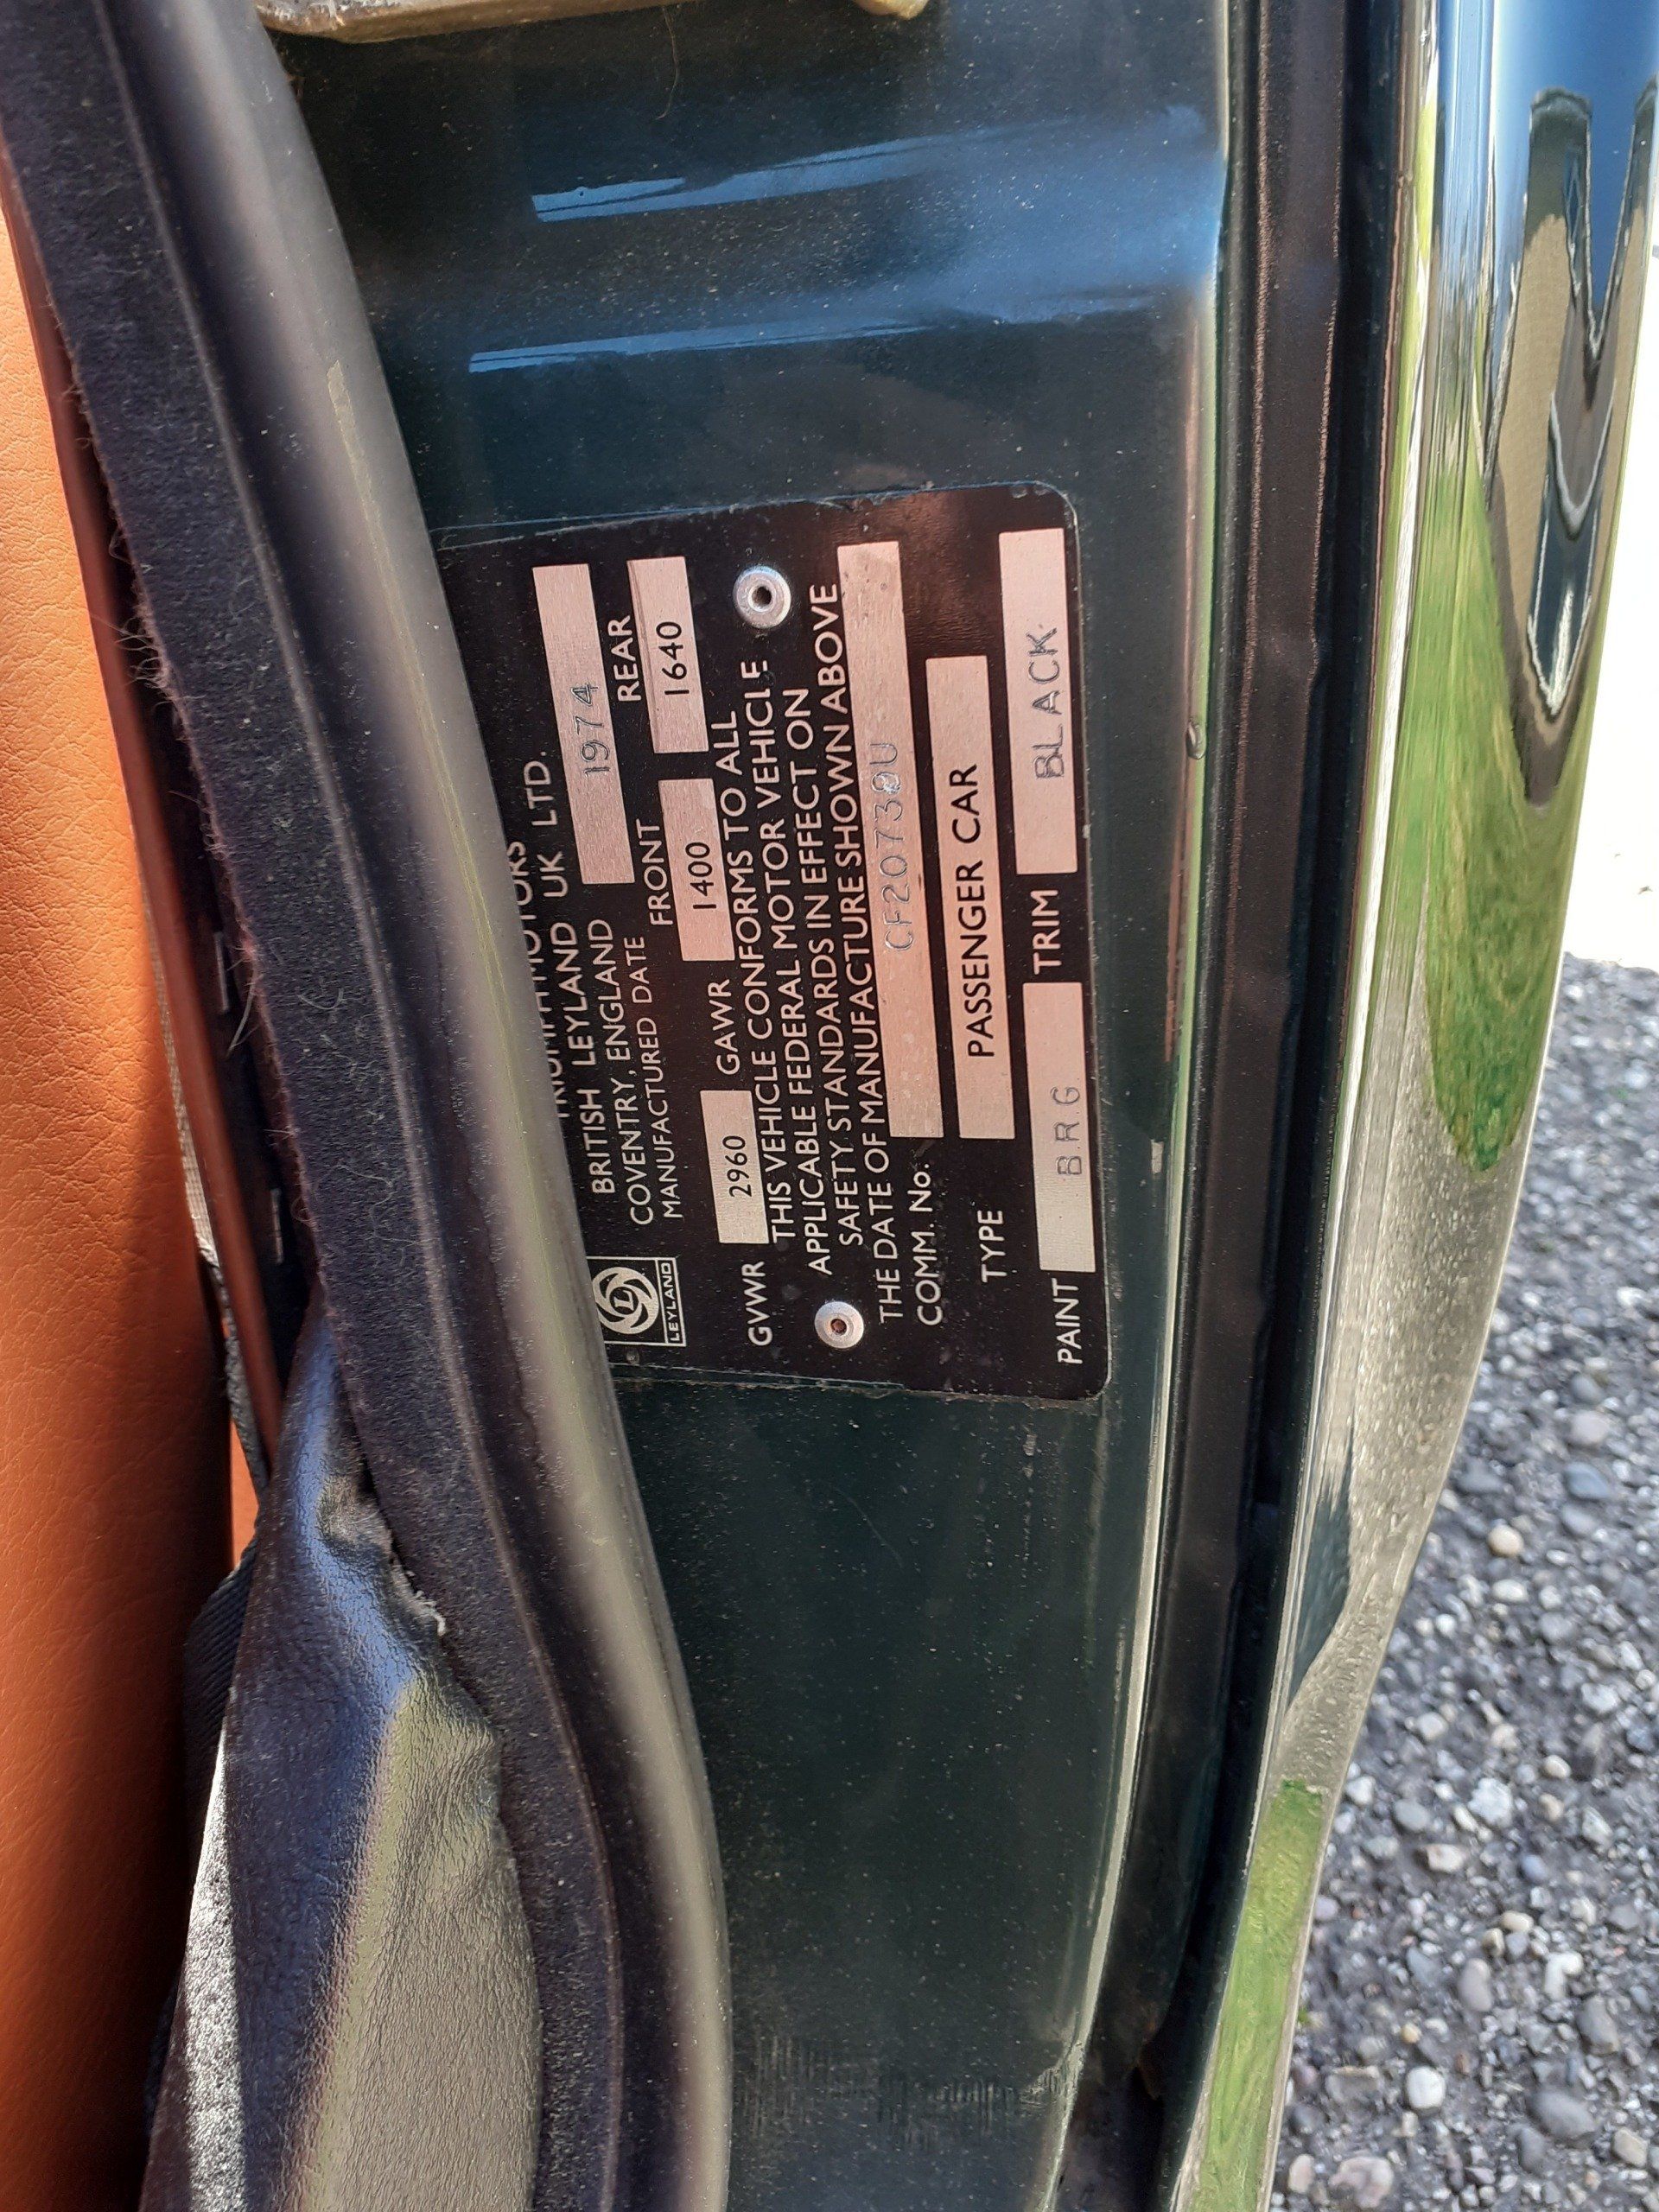 TRIUMPH MOTORS
BRITISH LEYLAND UK LTD.
COVENTRY, ENGLAND
MANUFACTURED DATE 1974
FRONT REAR
GVWR 2960 GAWR 1400 1640
THIS VEHICLE CONFORMS TO ALL
APPLICABLE FEDERAL MOTOR VEHICLE
SAFETY STANDARDS IN EFFECT ON
THE DATE OF MANUFACTURE SHOWN ABOVE
COMM. No.
TYPE PASSENGER CAR
PAINT B.R.G TRIM BLACK
L
LEYLAND